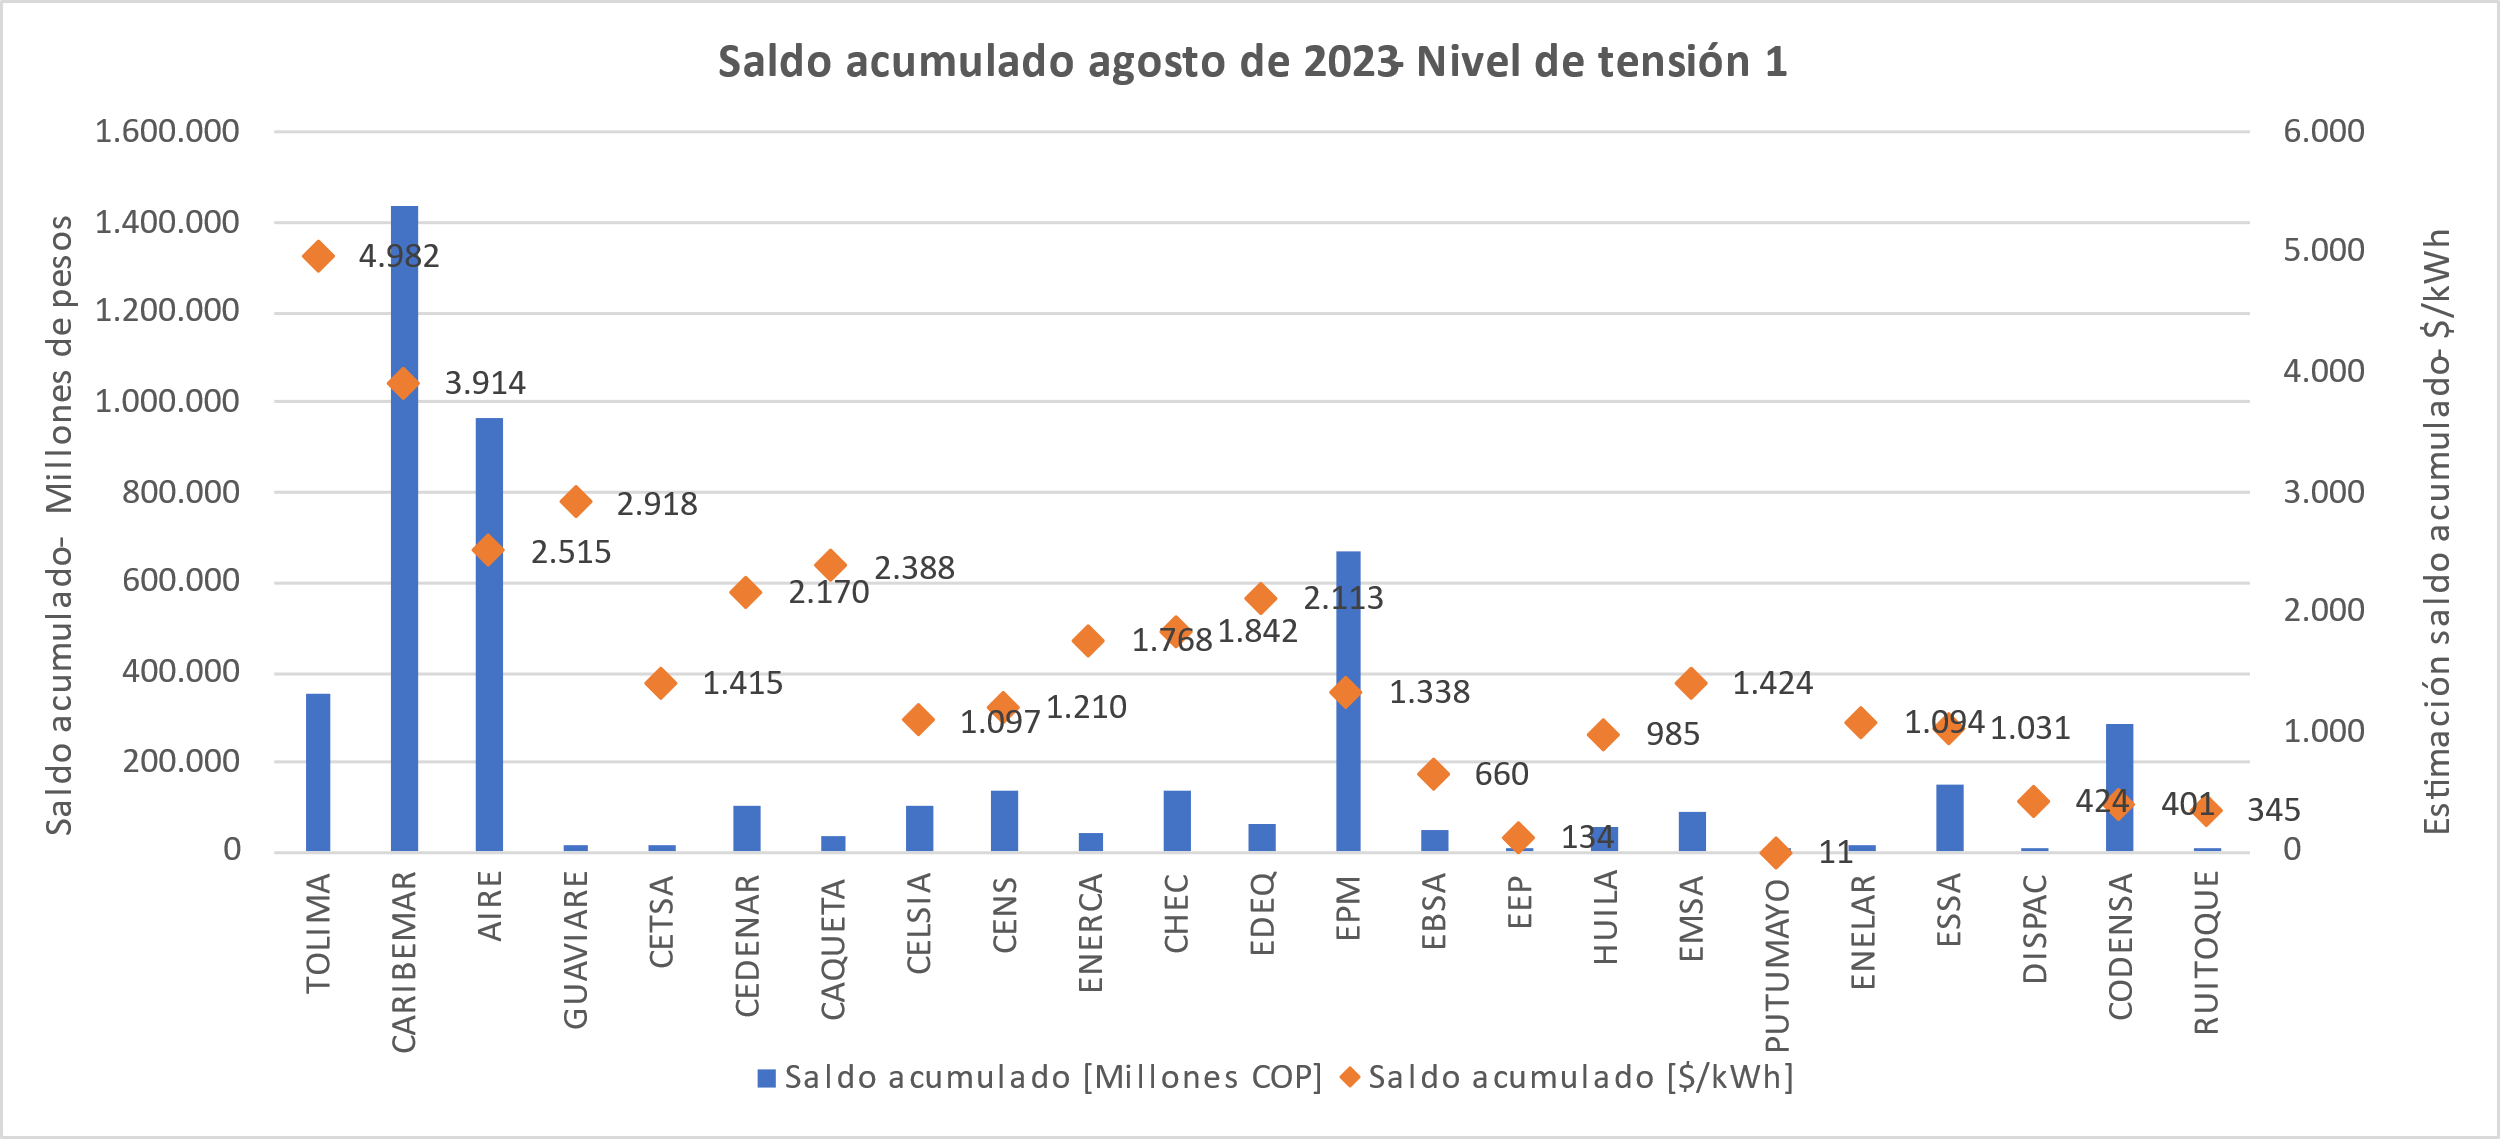 Saldo acumulado agosto de 2023- Nivel de tensión 1
Saldo acumulado- Millones de pesos
1.600.000
1.400.000
1.200.000
1.000.000
800.000
600.000
400.000
200.000
0
4.982
3.914
2.515
2.918
1.415
2.170
2.388
1.097
1.210
1.768
1.842
2.113
1.338
660
134
985
1.424
11
1.094
1.031
424
401
345
6.000
5.000
4.000
3.000
2.000
1.000
0
Estimación saldo acumulado- $/kWh
TOLIMA
CARIBEMAR
AIRE
GUAVIARE
CETSA
CEDENAR
CAQUETA
CELSIA
CENS
ENERCA
CHEC
EDEQ
EPM
EBSA
EEP
HUILA
EMSA
PUTUMAYO
ENELAR
ESSA
DISPAC
CODENSA
RUITOQUE
Saldo acumulado [Millones COP]
Saldo acumulado [$/kWh]